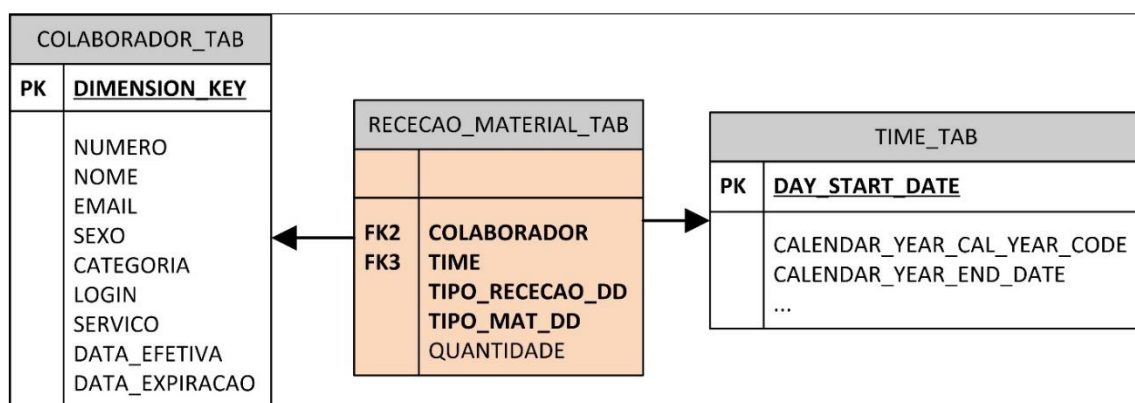 COLABORADOR_TAB
PK DIMENSION_KEY
NUMERO
NOME
EMAIL
SEXO
CATEGORIA
LOGIN
SERVICO
DATA_EFETIVA
DATA_EXPIRACAO
RECECAO_MATERIAL_TAB
FK2 COLABORADOR
FK3 TIME
TIPO_RECECAO_DD
TIPO_MAT_DD
QUANTIDADE
TIME_TAB
PK DAY_START_DATE
CALENDAR_YEAR_CAL_YEAR_CODE
CALENDAR_YEAR_END_DATE
...